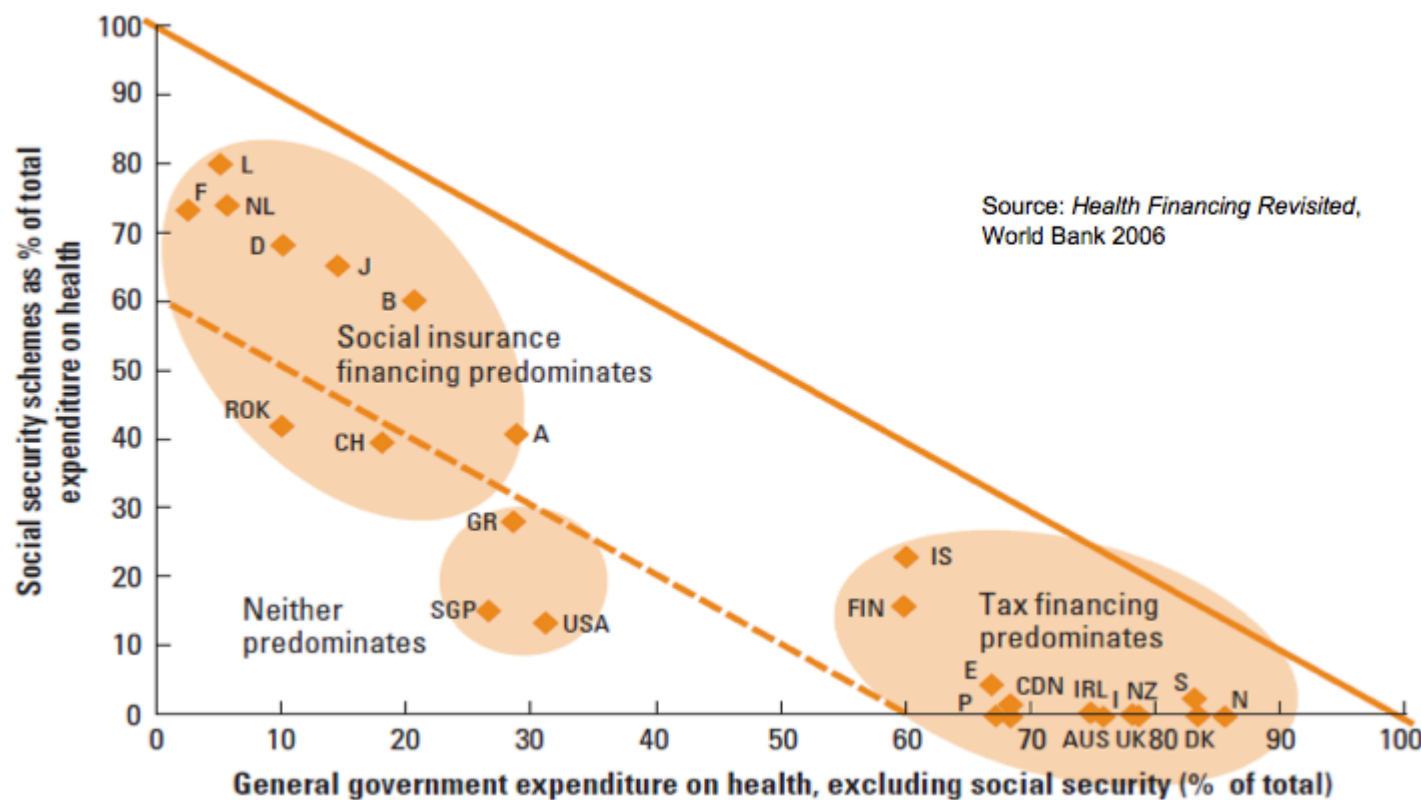 Social security schemes as % of total
expenditure on health
100
90
80
70
60
50
40
30
20
10
0
L
F
NL
D
J
B
Social insurance
financing predominates
ROK
CH
A
GR
SGP
USA
Neither
predominates
Source: Health Financing Revisited,
World Bank 2006
IS
FIN
Tax financing
predominates
E
P
CDN
IRL
I
NZ
S
N
AUS
UK
DK
0
10
20
30
40
50
60
70
80
90
100
General government expenditure on health, excluding social security (% of total)